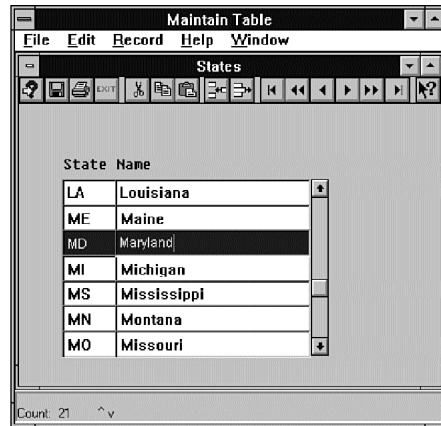 Maintain Table
File Edit Record Help Window
States
EXIT
State Name
LA Louisiana
ME Maine
MD Maryland
MI Michigan
MS Mississippi
MN Montana
MO Missouri
Count: 21 ^ v